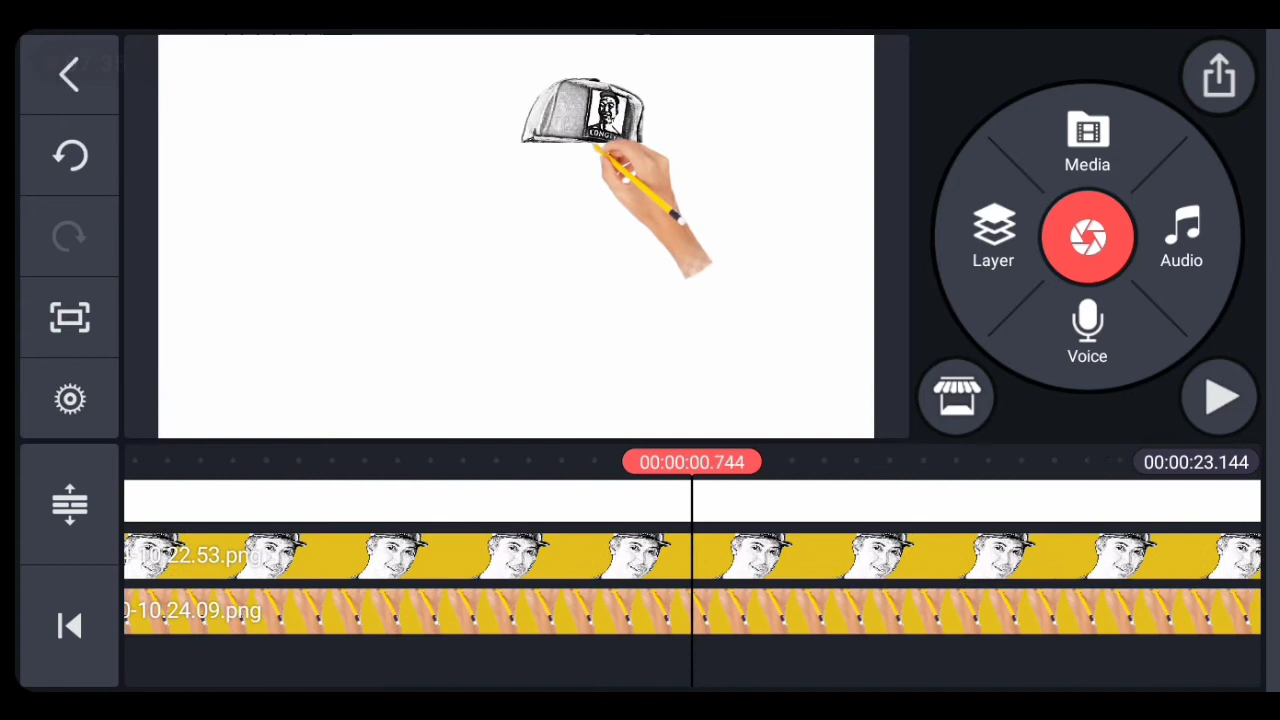 Media
Layer
Audio
Voice
00:00:00.744
00:00:23.144
10.22.53.png
0-10.24.09.png